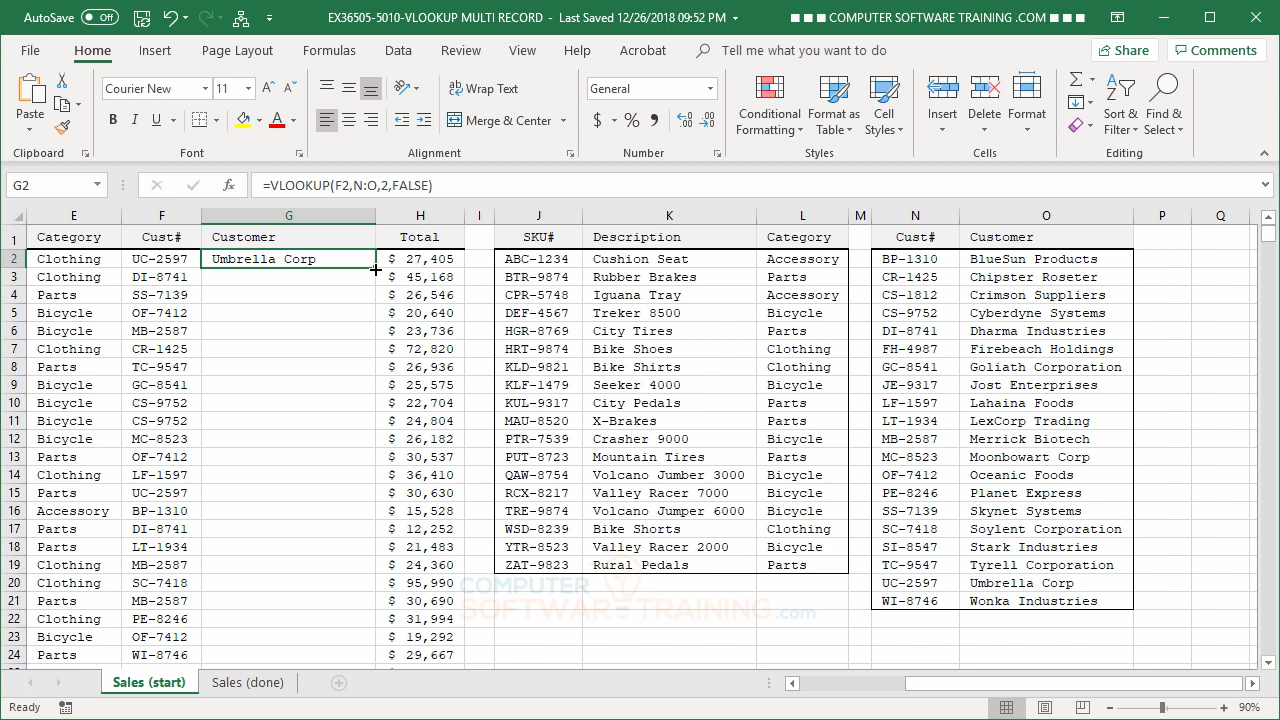 AutoSave Off EX36505-5010-VLOOKUP MULTI RECORD - Last Saved 12/26/2018 09:52 PM COMPUTER SOFTWARE TRAINING .COM
File Home Insert Page Layout Formulas Data Review View Help Acrobat Tell me what you want to do Share Comments
Paste Courier New 11 Wrap Text General Conditional Formatting Format as Table Cell Styles Insert Delete Format Sort & Filter Find & Select
B I U A Merge & Center $ % ,
Clipboard Font Alignment Number Styles Cells Editing
G2 fx =VLOOKUP(F2,N:O,2,FALSE)
E F G H I J K L M N O P Q
1 Category Cust# Customer Total SKU# Description Category Cust# Customer
2 Clothing UC-2597 Umbrella Corp $ 27,405 ABC-1234 Cushion Seat Accessory BP-1310 BlueSun Products
3 Clothing DI-8741 $ 45,168 BTR-9874 Rubber Brakes Parts CR-1425 Chipster Roseter
4 Parts SS-7139 $ 26,546 CPR-5748 Iguana Tray Accessory CS-1812 Crimson Suppliers
5 Bicycle OF-7412 $ 20,640 DEF-4567 Treker 8500 Bicycle CS-9752 Cyberdyne Systems
6 Bicycle MB-2587 $ 23,736 HGR-8769 City Tires Parts DI-8741 Dharma Industries
7 Clothing CR-1425 $ 72,820 HRT-9874 Bike Shoes Clothing FH-4987 Firebeach Holdings
8 Parts TC-9547 $ 26,936 KLD-9821 Bike Shirts Clothing GC-8541 Goliath Corporation
9 Bicycle GC-8541 $ 25,575 KLF-1479 Seeker 4000 Bicycle JE-9317 Jost Enterprises
10 Bicycle CS-9752 $ 22,704 KUL-9317 City Pedals Parts LF-1597 Lahaina Foods
11 Bicycle CS-9752 $ 24,804 MAU-8520 X-Brakes Parts LT-1934 LexCorp Trading
12 Bicycle MC-8523 $ 26,182 PTR-7539 Crasher 9000 Bicycle MB-2587 Merrick Biotech
13 Parts OF-7412 $ 30,537 PUT-8723 Mountain Tires Parts MC-8523 Moonbowart Corp
14 Clothing LF-1597 $ 36,410 QAW-8754 Volcano Jumber 3000 Bicycle OF-7412 Oceanic Foods
15 Parts UC-2597 $ 30,630 RCX-8217 Valley Racer 7000 Bicycle PE-8246 Planet Express
16 Accessory BP-1310 $ 15,528 TRE-9874 Volcano Jumper 6000 Bicycle SS-7139 Skynet Systems
17 Parts DI-8741 $ 12,252 WSD-8239 Bike Shorts Clothing SC-7418 Soylent Corporation
18 Parts LT-1934 $ 21,483 YTR-8523 Valley Racer 2000 Bicycle SI-8547 Stark Industries
19 Clothing MB-2587 $ 24,360 ZAT-9823 Rural Pedals Parts TC-9547 Tyrell Corporation
20 Clothing SC-7418 $ 95,990 UC-2597 Umbrella Corp
21 Parts MB-2587 $ 30,690 WI-8746 Wonka Industries
22 Clothing PE-8246 $ 31,994
23 Bicycle OF-7412 $ 19,292
24 Parts WI-8746 $ 29,667
COMPUTER
SOFTWARE TRAINING .com
Sales (start) Sales (done)
Ready 90%